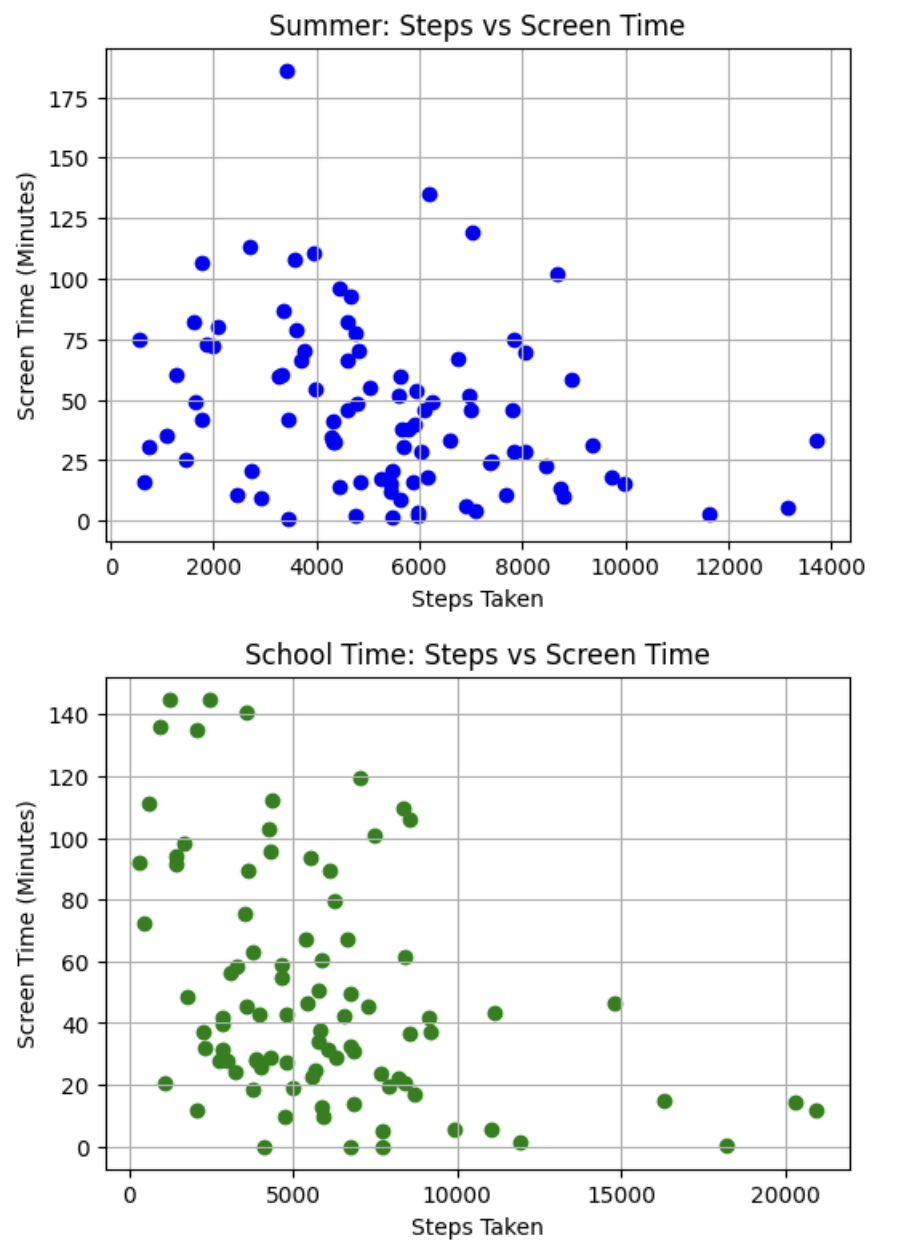 Summer: Steps vs Screen Time
175
150
125
100
75
50
25
0
Screen Time (Minutes)
0 2000 4000 6000 8000 10000 12000 14000
Steps Taken
School Time: Steps vs Screen Time
140
120
100
80
60
40
20
0
Screen Time (Minutes)
0 5000 10000 15000 20000
Steps Taken